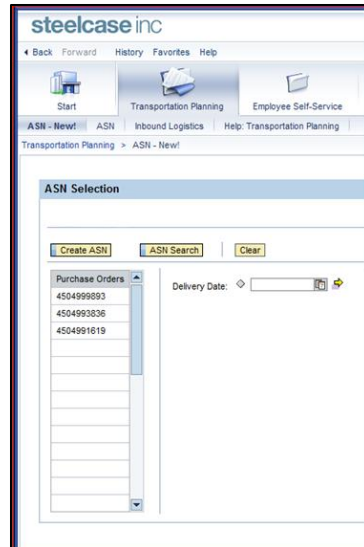 steelcase inc
Back Forward History Favorites Help
Start Transportation Planning Employee Self-Service
ASN - New! ASN Inbound Logistics Help: Transportation Planning
Transportation Planning > ASN - New!
ASN Selection
Create ASN ASN Search Clear
Purchase Orders Delivery Date:
4504999893
4504993836
4504991619